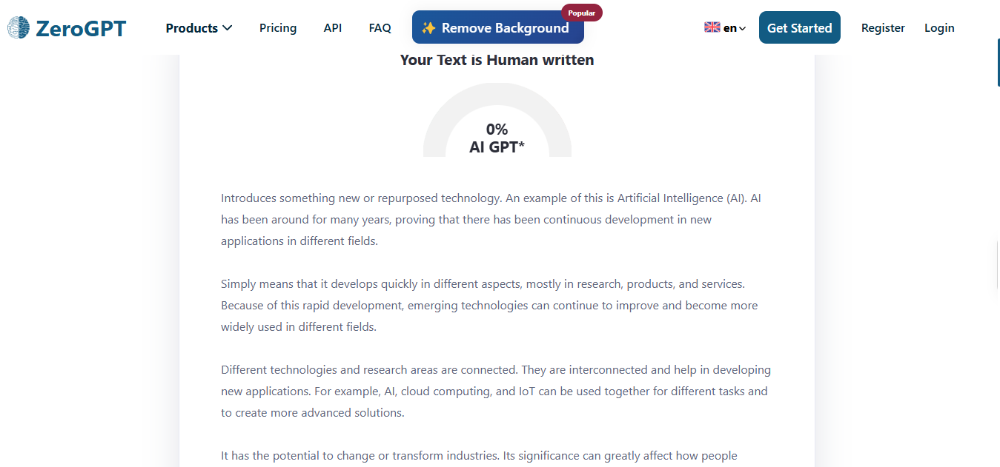 ZeroGPT
Products
Pricing
API
FAQ
✨ Remove Background
Popular
en
Get Started
Register
Login
Your Text is Human written
0%
AI GPT*
Introduces something new or repurposed technology. An example of this is Artificial Intelligence (AI). AI
has been around for many years, proving that there has been continuous development in new
applications in different fields.
Simply means that it develops quickly in different aspects, mostly in research, products, and services.
Because of this rapid development, emerging technologies can continue to improve and become more
widely used in different fields.
Different technologies and research areas are connected. They are interconnected and help in developing
new applications. For example, AI, cloud computing, and IoT can be used together for different tasks and
to create more advanced solutions.
It has the potential to change or transform industries. Its significance can greatly affect how people